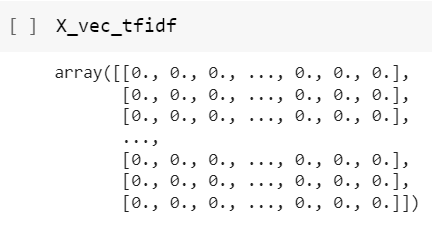 [ ] X_vec_tfidf
array([[0., 0., 0., ..., 0., 0., 0.],
       [0., 0., 0., ..., 0., 0., 0.],
       [0., 0., 0., ..., 0., 0., 0.],
       ...,
       [0., 0., 0., ..., 0., 0., 0.],
       [0., 0., 0., ..., 0., 0., 0.],
       [0., 0., 0., ..., 0., 0., 0.]])